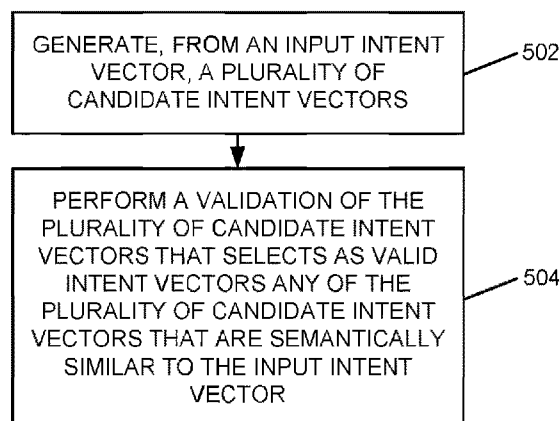 GENERATE, FROM AN INPUT INTENT
VECTOR, A PLURALITY OF
CANDIDATE INTENT VECTORS
502
PERFORM A VALIDATION OF THE
PLURALITY OF CANDIDATE INTENT
VECTORS THAT SELECTS AS VALID
INTENT VECTORS ANY OF THE
PLURALITY OF CANDIDATE INTENT
VECTORS THAT ARE SEMANTICALLY
SIMILAR TO THE INPUT INTENT
VECTOR
504